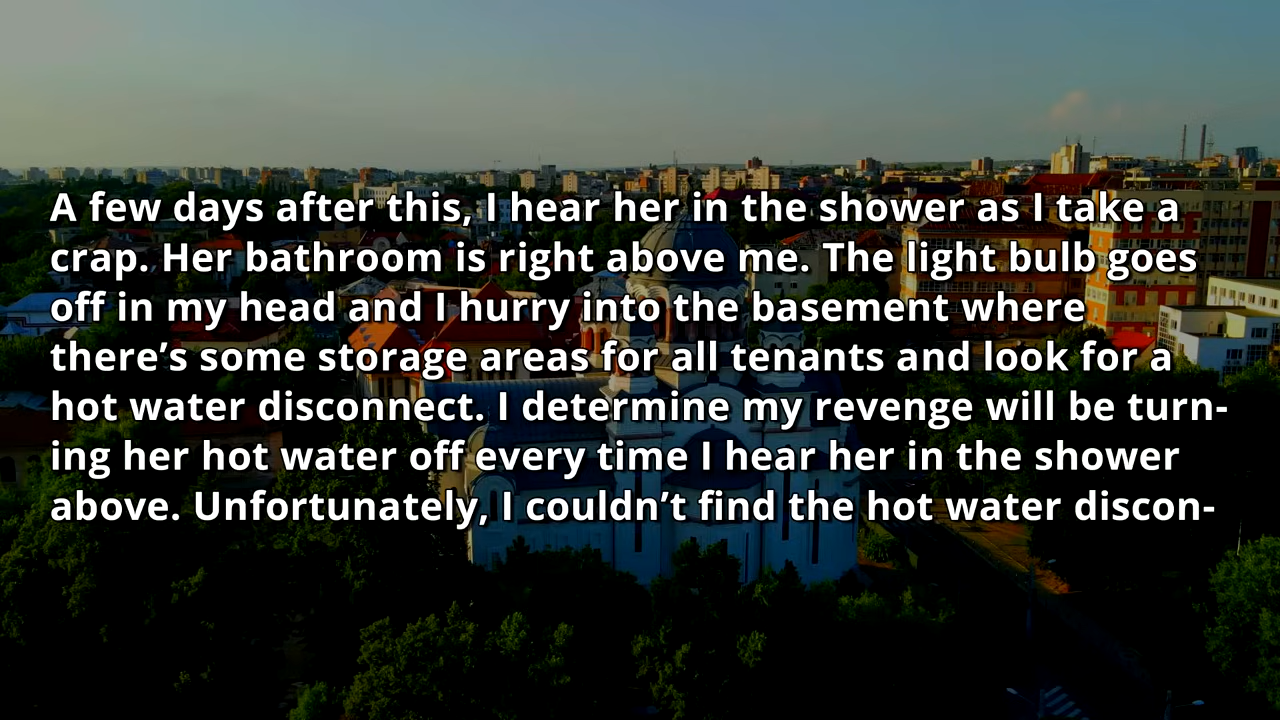 A few days after this, I hear her in the shower as I take a
crap. Her bathroom is right above me. The light bulb goes
off in my head and I hurry into the basement where
there’s some storage areas for all tenants and look for a
hot water disconnect. I determine my revenge will be turn-
ing her hot water off every time I hear her in the shower
above. Unfortunately, I couldn’t find the hot water discon-